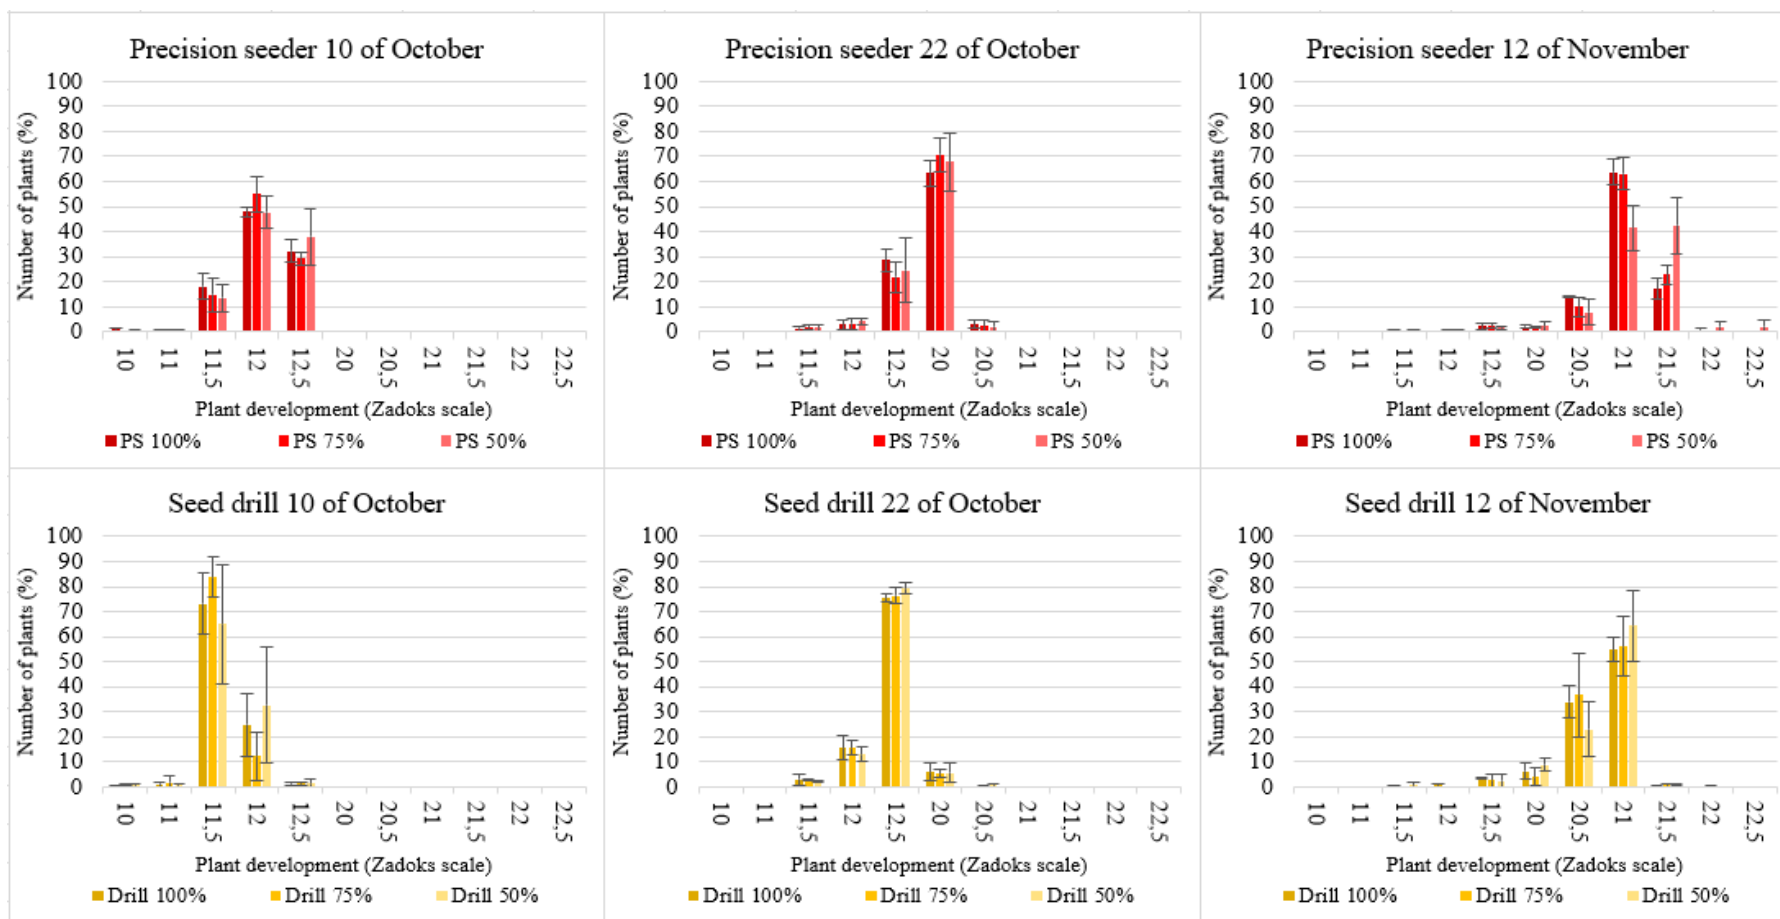 Precision seeder 10 of October
Number of plants (%)
100
90
80
70
60
50
40
30
20
10
0
10 11 11,5 12 12,5 20 20,5 21 21,5 22 22,5
Plant development (Zadoks scale)
PS 100% PS 75% PS 50%
Precision seeder 22 of October
Number of plants (%)
100
90
80
70
60
50
40
30
20
10
0
10 11 11,5 12 12,5 20 20,5 21 21,5 22 22,5
Plant development (Zadoks scale)
PS 100% PS 75% PS 50%
Precision seeder 12 of November
Number of plants (%)
100
90
80
70
60
50
40
30
20
10
0
10 11 11,5 12 12,5 20 20,5 21 21,5 22 22,5
Plant development (Zadoks scale)
PS 100% PS 75% PS 50%
Seed drill 10 of October
Number of plants (%)
100
90
80
70
60
50
40
30
20
10
0
10 11 11,5 12 12,5 20 20,5 21 21,5 22 22,5
Plant development (Zadoks scale)
Drill 100% Drill 75% Drill 50%
Seed drill 22 of October
Number of plants (%)
100
90
80
70
60
50
40
30
20
10
0
10 11 11,5 12 12,5 20 20,5 21 21,5 22 22,5
Plant development (Zadoks scale)
Drill 100% Drill 75% Drill 50%
Seed drill 12 of November
Number of plants (%)
100
90
80
70
60
50
40
30
20
10
0
10 11 11,5 12 12,5 20 20,5 21 21,5 22 22,5
Plant development (Zadoks scale)
Drill 100% Drill 75% Drill 50%